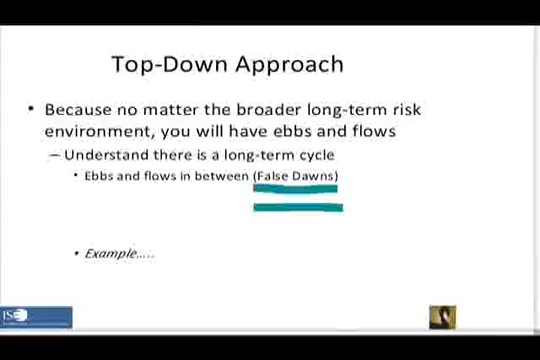 Top-Down Approach
• Because no matter the broader long-term risk
environment, you will have ebbs and flows
– Understand there is a long-term cycle
• Ebbs and flows in between (False Dawns)
• Example.....